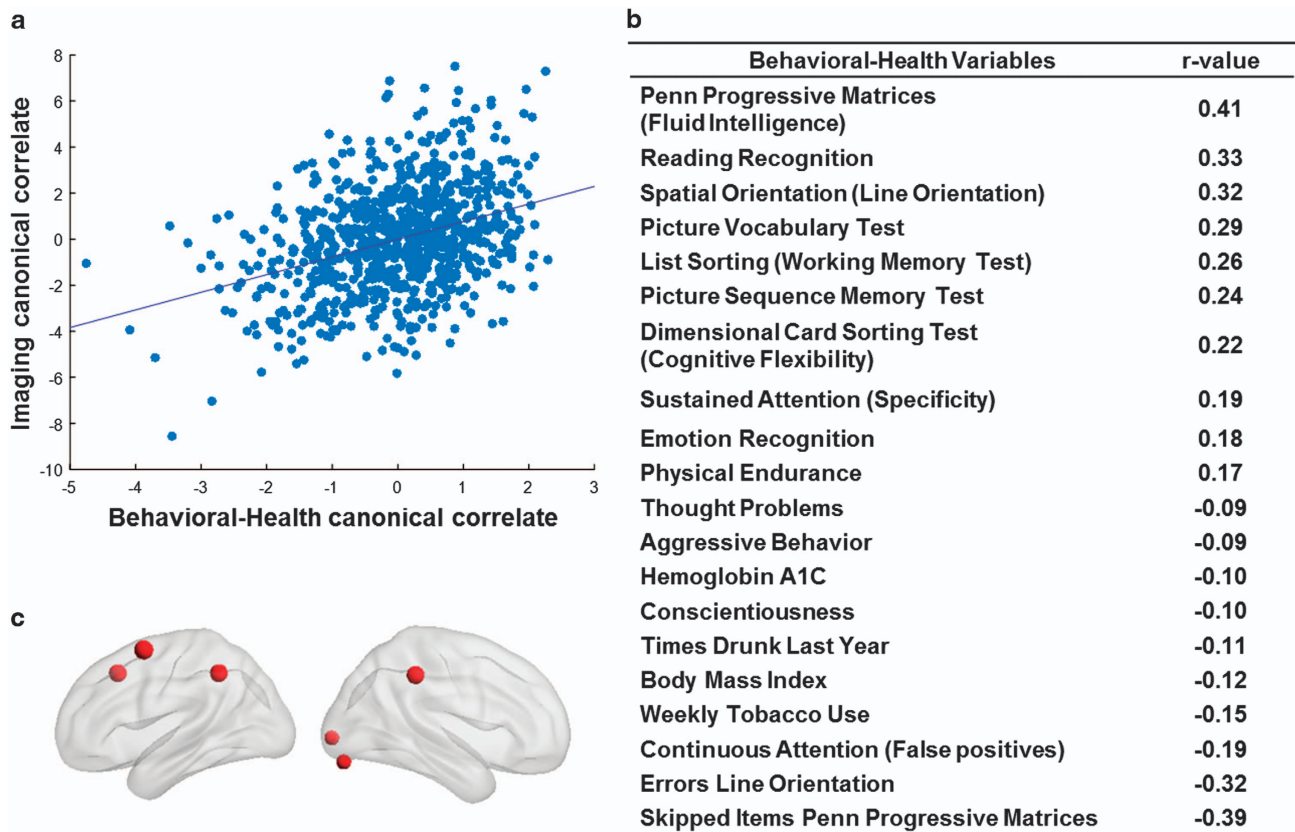 a
8
6
4
2
0
-2
-4
-6
-8
-10
-5 -4 -3 -2 -1 0 1 2 3
Imaging canonical correlate
Behavioral-Health canonical correlate
b
Behavioral-Health Variables r-value
Penn Progressive Matrices
(Fluid Intelligence) 0.41
Reading Recognition 0.33
Spatial Orientation (Line Orientation) 0.32
Picture Vocabulary Test 0.29
List Sorting (Working Memory Test) 0.26
Picture Sequence Memory Test 0.24
Dimensional Card Sorting Test
(Cognitive Flexibility) 0.22
Sustained Attention (Specificity) 0.19
Emotion Recognition 0.18
Physical Endurance 0.17
Thought Problems -0.09
Aggressive Behavior -0.09
Hemoglobin A1C -0.10
Conscientiousness -0.10
Times Drunk Last Year -0.11
Body Mass Index -0.12
Weekly Tobacco Use -0.15
Continuous Attention (False positives) -0.19
Errors Line Orientation -0.32
Skipped Items Penn Progressive Matrices -0.39
c